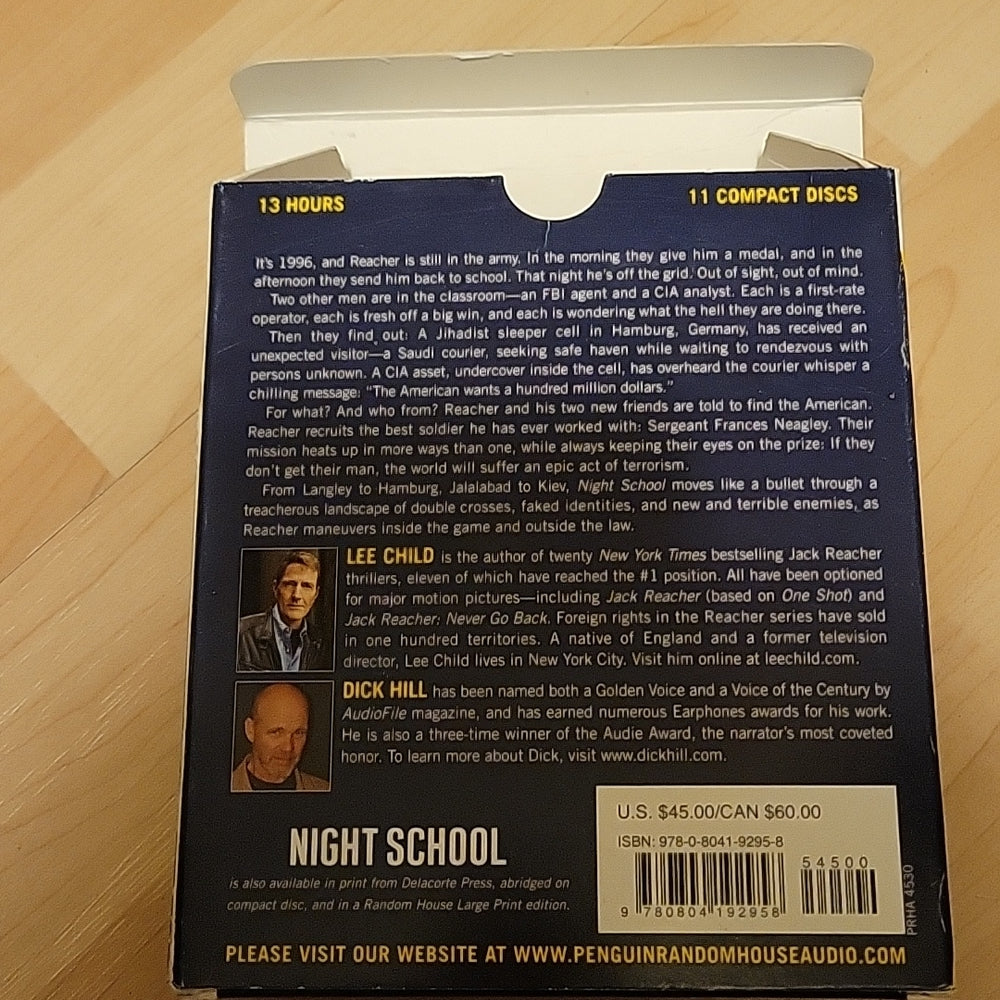 13 HOURS
11 COMPACT DISCS
It's 1996, and Reacher is still in the army. In the morning they give him a medal, and in the
afternoon they send him back to school. That night he's off the grid. Out of sight, out of mind.
Two other men are in the classroom—an FBI agent and a CIA analyst. Each is a first-rate
operator, each is fresh off a big win, and each is wondering what the hell they are doing there.
Then they find out: A Jihadist sleeper cell in Hamburg, Germany, has received an
unexpected visitor—a Saudi courier, seeking safe haven while waiting to rendezvous with
persons unknown. A CIA asset, undercover inside the cell, has overheard the courier whisper a
chilling message: "The American wants a hundred million dollars."
For what? And who from? Reacher and his two new friends are told to find the American.
Reacher recruits the best soldier he has ever worked with: Sergeant Frances Neagley. Their
mission heats up in more ways than one, while always keeping their eyes on the prize: If they
don't get their man, the world will suffer an epic act of terrorism.
From Langley to Hamburg, Jalalabad to Kiev, Night School moves like a bullet through a
treacherous landscape of double crosses, faked identities, and new and terrible enemies, as
Reacher maneuvers inside the game and outside the law.
LEE CHILD is the author of twenty New York Times bestselling Jack Reacher
thrillers, eleven of which have reached the #1 position. All have been optioned
for major motion pictures—including Jack Reacher (based on One Shot) and
Jack Reacher: Never Go Back. Foreign rights in the Reacher series have sold
in one hundred territories. A native of England and a former television
director, Lee Child lives in New York City. Visit him online at leechild.com.
DICK HILL has been named both a Golden Voice and a Voice of the Century by
AudioFile magazine, and has earned numerous Earphones awards for his work.
He is also a three-time winner of the Audie Award, the narrator's most coveted
honor. To learn more about Dick, visit www.dickhill.com.
NIGHT SCHOOL
is also available in print from Delacorte Press, abridged on
compact disc, and in a Random House Large Print edition.
U.S. $45.00/CAN $60.00
ISBN: 978-0-8041-9295-8
54500
9 780804 192958
PRHA 4530
PLEASE VISIT OUR WEBSITE AT WWW.PENGUINRANDOMHOUSEAUDIO.COM